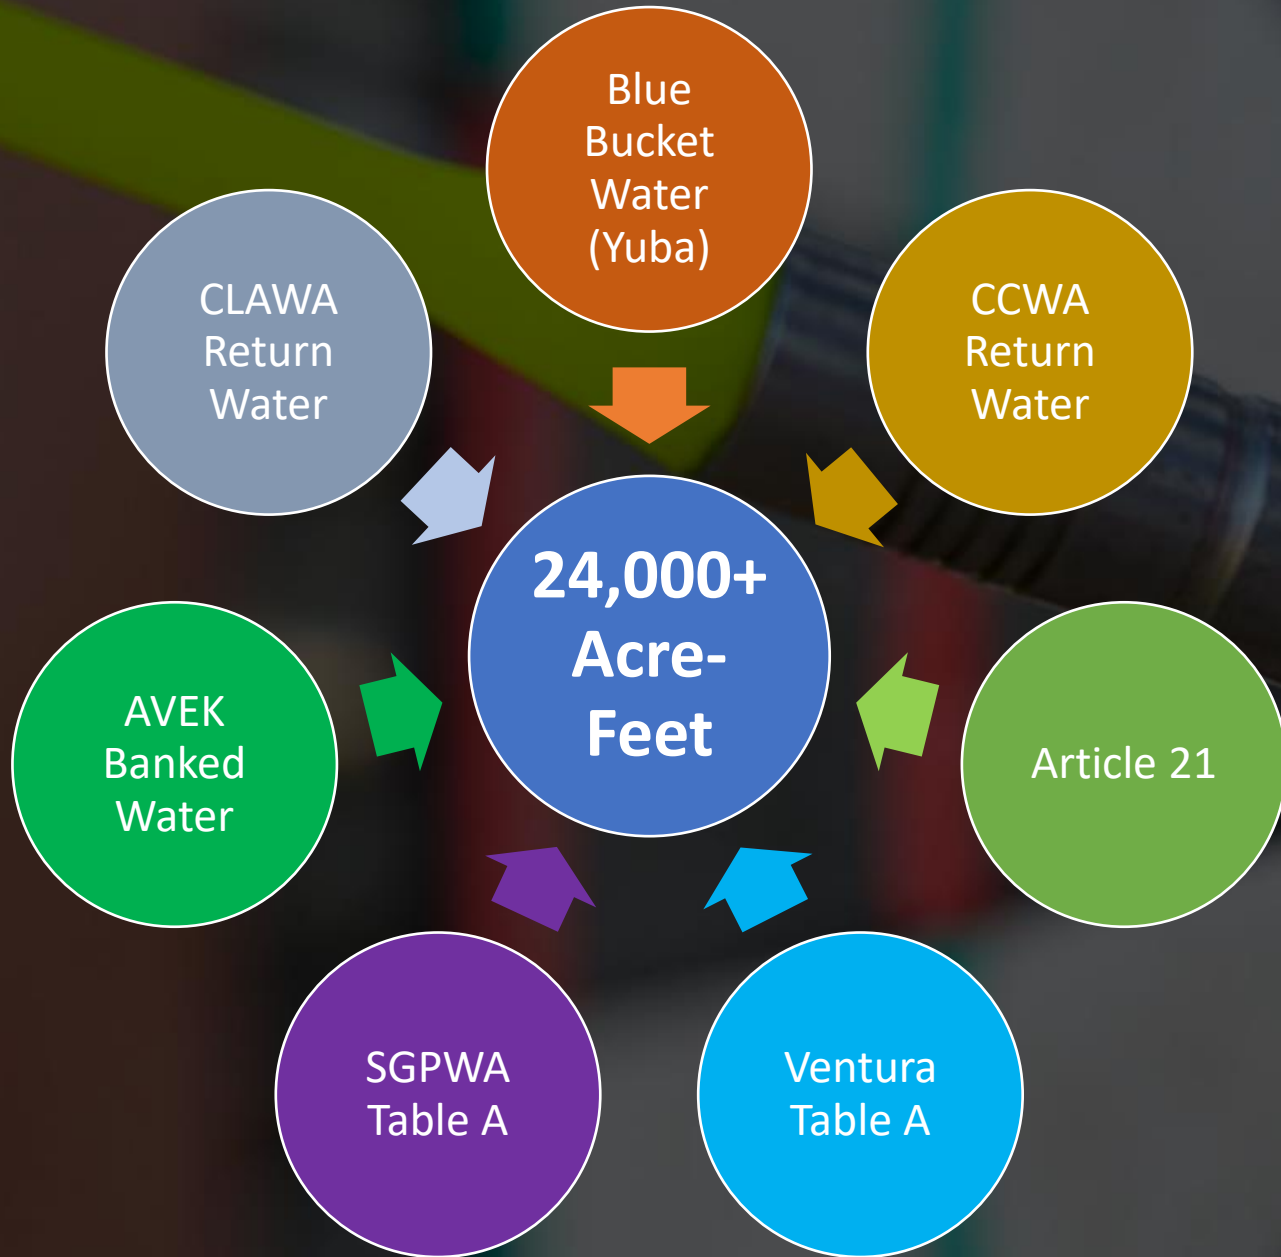 Blue
Bucket
Water
(Yuba)
CLAWA
Return
Water
CCWA
Return
Water
24,000+
Acre-
Feet
AVEK
Banked
Water
Article 21
SGPWA
Table A
Ventura
Table A